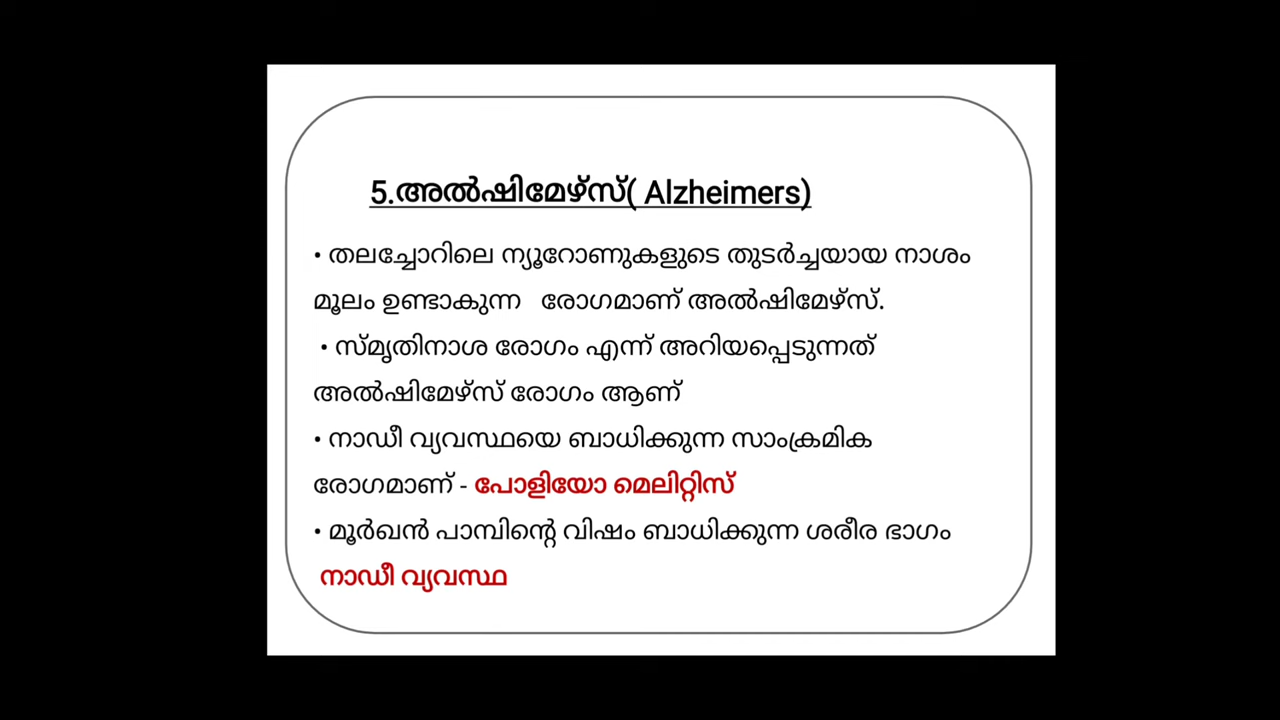 5.അൽഷിമേഴ്സ്( Alzheimers)
• തലച്ചോറിലെ ന്യൂറോണുകളുടെ തുടർച്ചയായ നാശം
മൂലം ഉണ്ടാകുന്ന രോഗമാണ് അൽഷിമേഴ്സ്.
• സ്മൃതിനാശ രോഗം എന്ന് അറിയപ്പെടുന്നത്
അൽഷിമേഴ്സ് രോഗം ആണ്
• നാഡീ വ്യവസ്ഥയെ ബാധിക്കുന്ന സാംക്രമിക
രോഗമാണ് - പോളിയോ മെലിറ്റിസ്
• മൂർഖൻ പാമ്പിന്റെ വിഷം ബാധിക്കുന്ന ശരീര ഭാഗം
നാഡീ വ്യവസ്ഥ